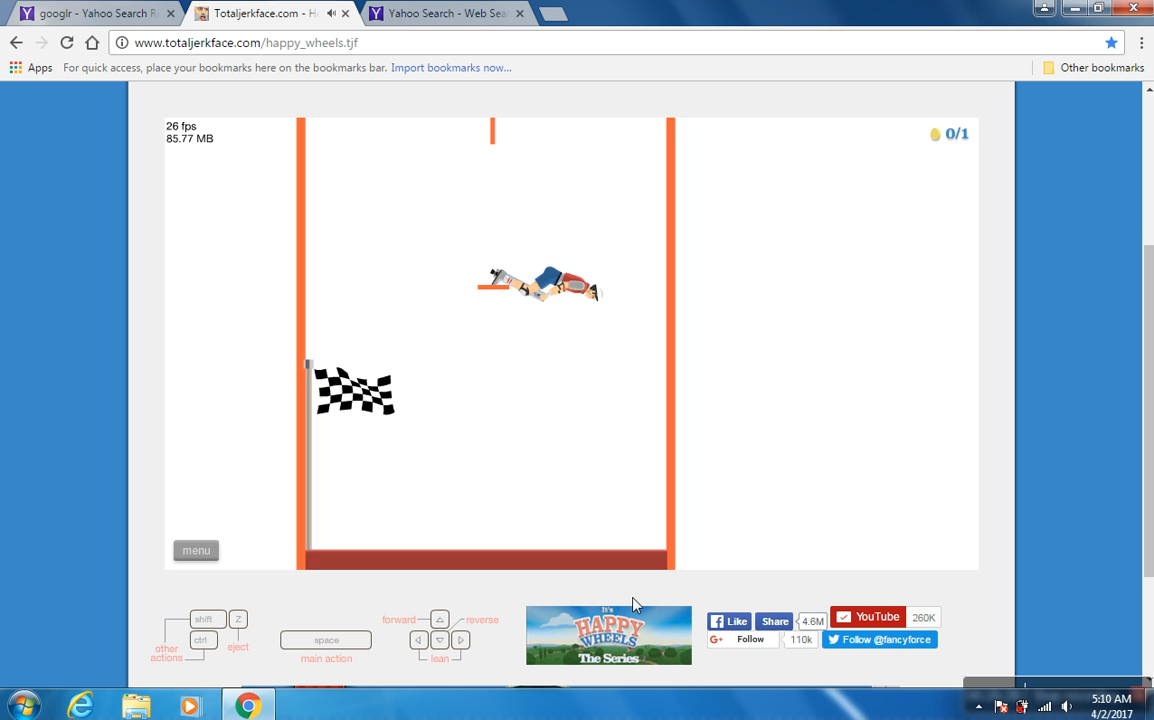 googlr - Yahoo Search R
Totaljerkface.com - H
Yahoo Search - Web Sea
www.totaljerkface.com/happy_wheels.tjf
Apps
For quick access, place your bookmarks here on the bookmarks bar. Import bookmarks now...
Other bookmarks
26 fps
85.77 MB
0/1
menu
shift
Z
ctrl
eject
other
actions
space
main action
forward
reverse
lean
It's
HAPPY
WHEELS
The Series
Like
Share
4.6M
YouTube
260K
Follow
110k
Follow @fancyforce
5:10 AM
4/2/2017